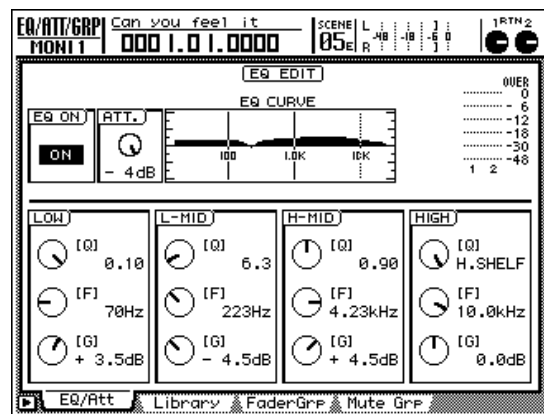 EQ/ATT/GRP Can you feel it SCENE L -48 -18 -6 0 1 RTN 2
MONI 1 000 1.01.0000 05E R
EQ EDIT
OVER
0
-6
-12
-18
-30
-48
1 2
EQ ON ATT. EQ CURVE
ON
100 1.0K 10K
- 4dB
LOW L-MID H-MID HIGH
[Q] [Q] [Q] [Q]
0.10 6.3 0.90 H.SHELF
[F] [F] [F] [F]
70Hz 223Hz 4.23kHz 10.0kHz
[G] [G] [G] [G]
+ 3.5dB - 4.5dB + 4.5dB 0.0dB
EQ/Att Library FaderGrp Mute Grp